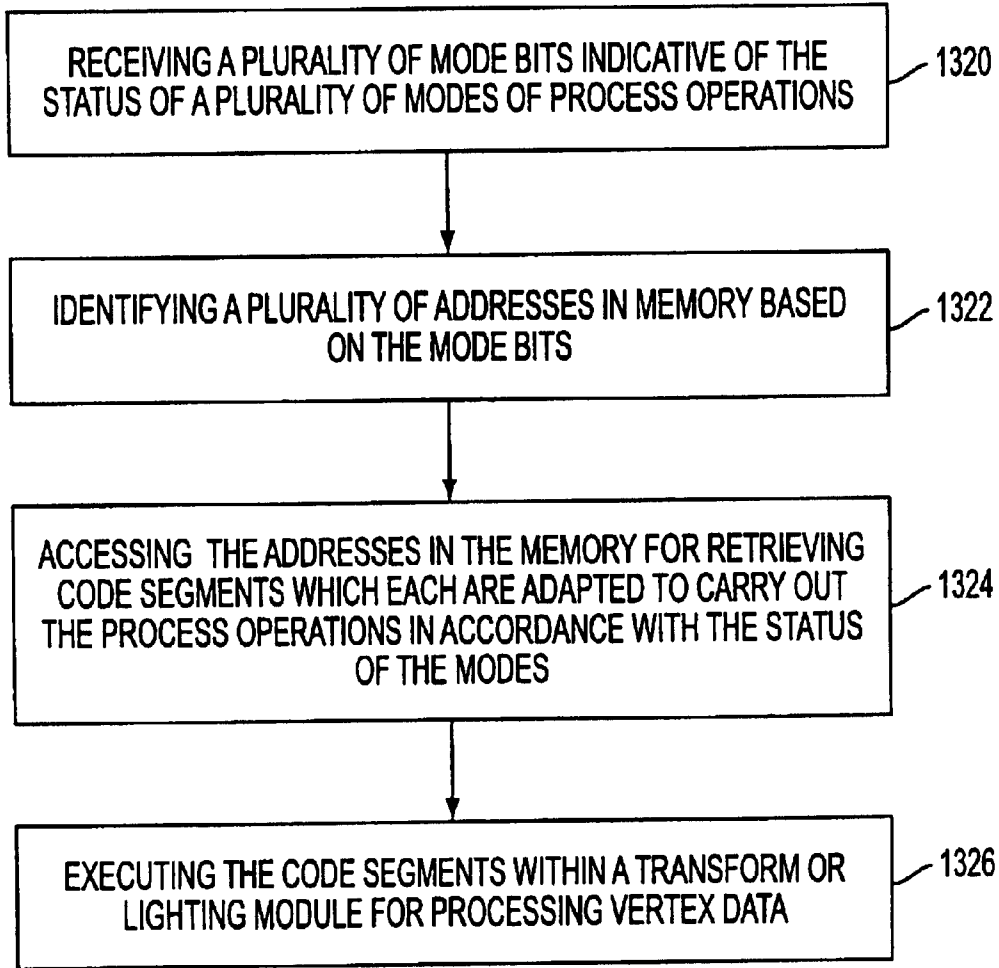 RECEIVING A PLURALITY OF MODE BITS INDICATIVE OF THE
STATUS OF A PLURALITY OF MODES OF PROCESS OPERATIONS
1320
IDENTIFYING A PLURALITY OF ADDRESSES IN MEMORY BASED
ON THE MODE BITS
1322
ACCESSING THE ADDRESSES IN THE MEMORY FOR RETRIEVING
CODE SEGMENTS WHICH EACH ARE ADAPTED TO CARRY OUT
THE PROCESS OPERATIONS IN ACCORDANCE WITH THE STATUS
OF THE MODES
1324
EXECUTING THE CODE SEGMENTS WITHIN A TRANSFORM OR
LIGHTING MODULE FOR PROCESSING VERTEX DATA
1326